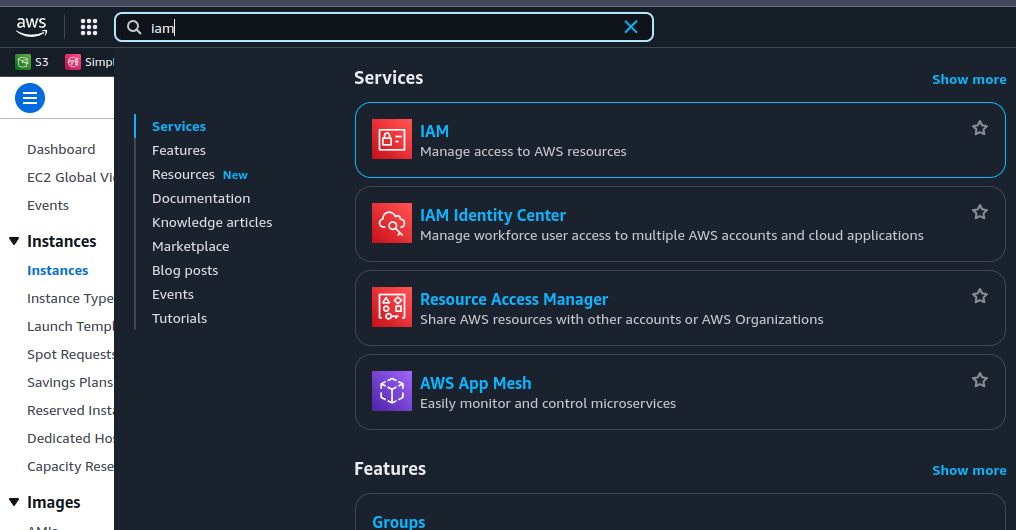 aws
iam
S3
Simpl
Dashboard
EC2 Global Vi
Events
Instances
Instances
Instance Type
Launch Templ
Spot Requests
Savings Plans
Reserved Insta
Dedicated Hos
Capacity Rese
Images
AMIs
Services
Features
Resources New
Documentation
Knowledge articles
Marketplace
Blog posts
Events
Tutorials
Services
Show more
IAM
Manage access to AWS resources
IAM Identity Center
Manage workforce user access to multiple AWS accounts and cloud applications
Resource Access Manager
Share AWS resources with other accounts or AWS Organizations
AWS App Mesh
Easily monitor and control microservices
Features
Show more
Groups